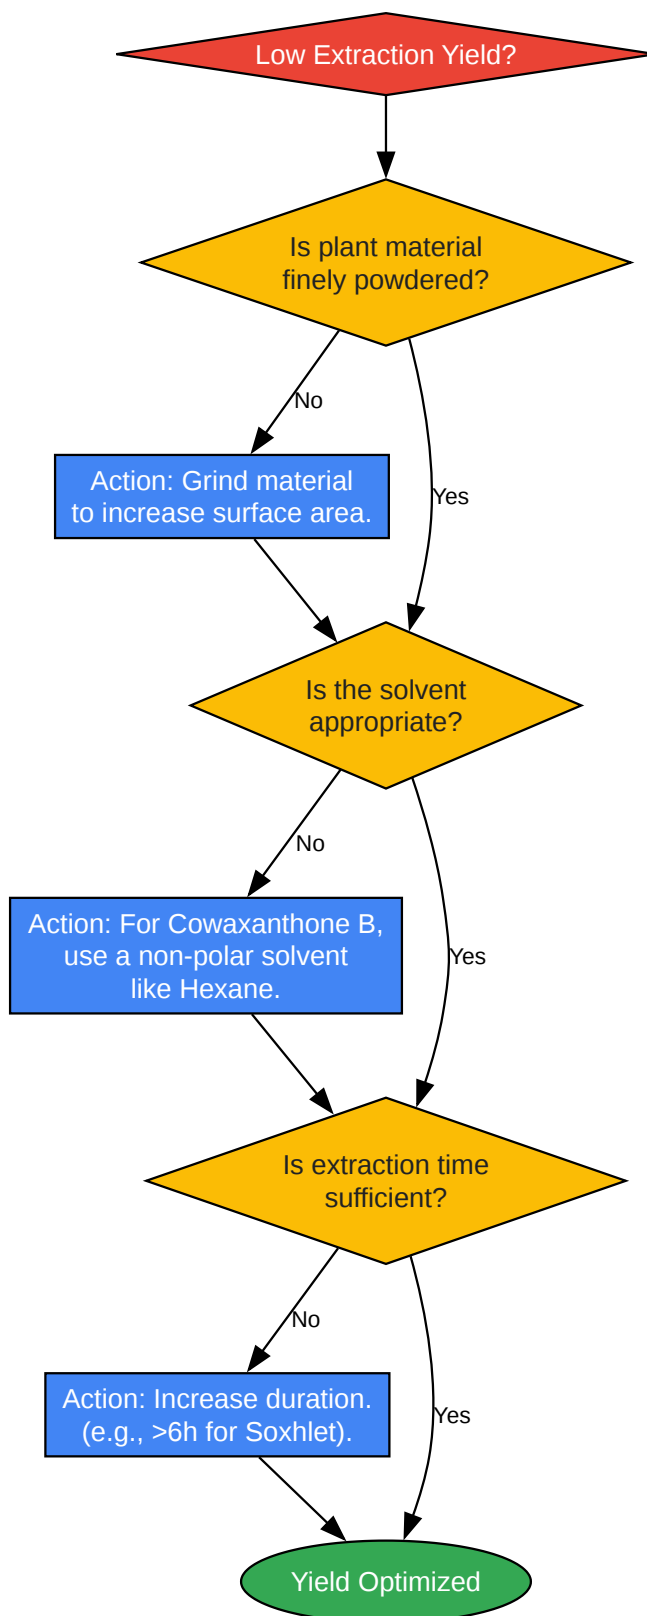 Low Extraction Yield?
Is plant material
finely powdered?
No
Action: Grind material
to increase surface area.
Yes
Is the solvent
appropriate?
No
Action: For Cowaxanthone B,
use a non-polar solvent
like Hexane.
Yes
Is extraction time
sufficient?
No
Action: Increase duration.
(e.g., >6h for Soxhlet).
Yes
Yield Optimized